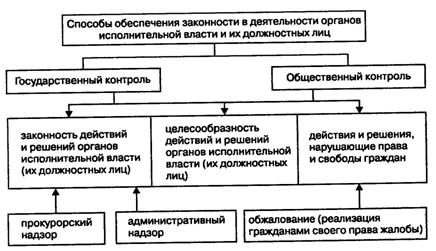 Способы обеспечения законности в деятельности органов
исполнительной власти и их должностных лиц
Государственный контроль
Общественный контроль
законность действий
и решений органов
исполнительной власти
(их должностных лиц)
целесообразность
действий и решений
органов исполнительной
власти (их должностных
лиц)
действия и решения,
нарушающие права
и свободы граждан
прокурорский
надзор
административный
надзор
обжалование (реализация
гражданами своего права
жалобы)